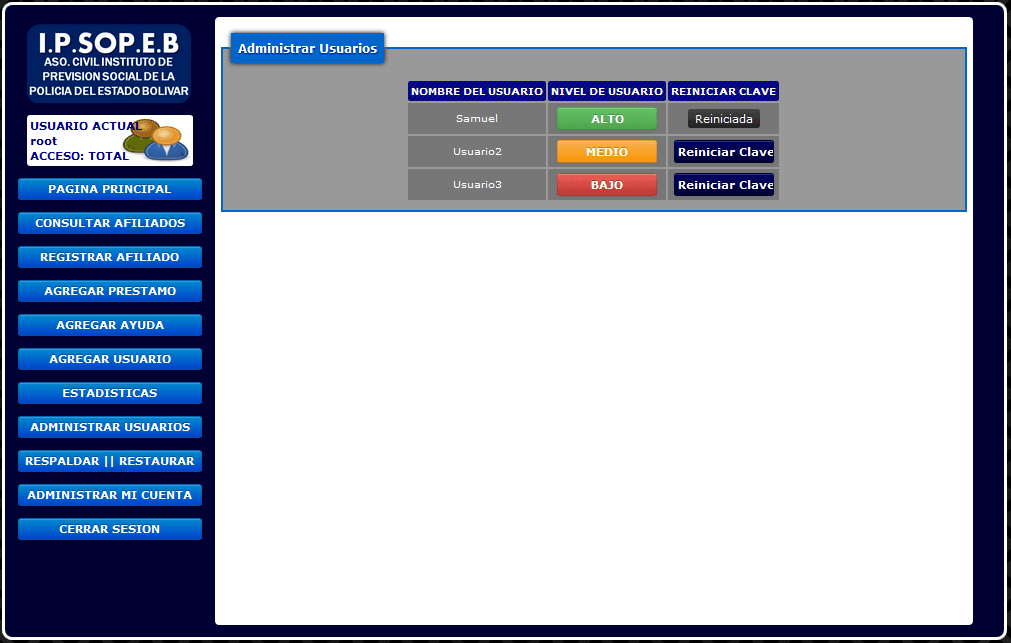 I.P.SOP.E.B
ASO. CIVIL INSTITUTO DE
PREVISION SOCIAL DE LA
POLICIA DEL ESTADO BOLIVAR
USUARIO ACTUAL
root
ACCESO: TOTAL
PAGINA PRINCIPAL
CONSULTAR AFILIADOS
REGISTRAR AFILIADO
AGREGAR PRESTAMO
AGREGAR AYUDA
AGREGAR USUARIO
ESTADISTICAS
ADMINISTRAR USUARIOS
RESPALDAR || RESTAURAR
ADMINISTRAR MI CUENTA
CERRAR SESION
Administrar Usuarios
NOMBRE DEL USUARIO NIVEL DE USUARIO REINICIAR CLAVE
Samuel ALTO Reiniciada
Usuario2 MEDIO Reiniciar Clave
Usuario3 BAJO Reiniciar Clave